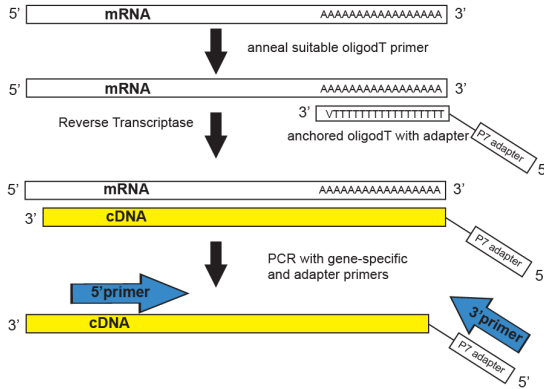 5’ mRNA AAAAAAAAAAAAAAAAA 3’
anneal suitable oligodT primer
5’ mRNA AAAAAAAAAAAAAAAAA 3’
3’ VTTTTTTTTTTTTTTTTT
Reverse Transcriptase
anchored oligodT with adapter
P7 adapter
5’
5’ mRNA AAAAAAAAAAAAAAAAA 3’
3’ cDNA
P7 adapter
5’
PCR with gene-specific
and adapter primers
5’primer
3’primer
3’ cDNA
P7 adapter
5’